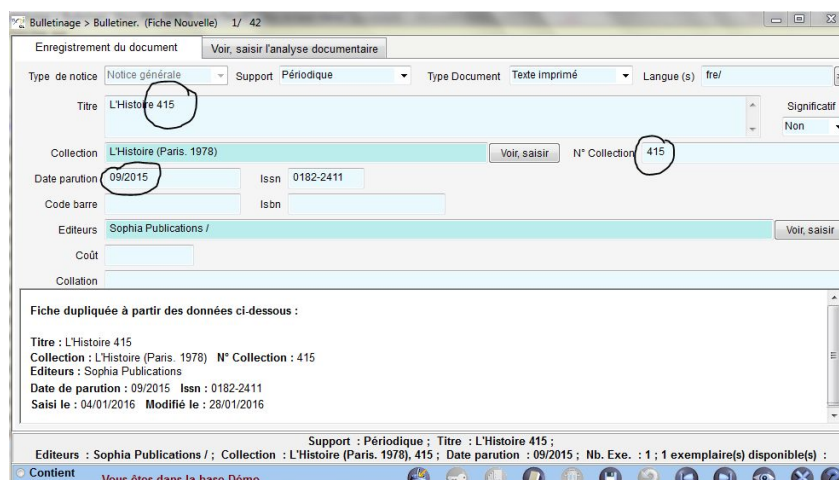 Bulletinage > Bulletiner. (Fiche Nouvelle) 1/ 42
Enregistrement du document Voir, saisir l'analyse documentaire
Type de notice Notice générale Support Périodique Type Document Texte imprimé Langue (s) fre/
Titre L'Histoire 415 Significatif
Non
Collection L'Histoire (Paris. 1978) Voir, saisir N° Collection 415
Date parution 09/2015 Issn 0182-2411
Code barre Isbn
Editeurs Sophia Publications / Voir, saisir
Coût
Collation
Fiche dupliquée à partir des données ci-dessous :
Titre : L'Histoire 415
Collection : L'Histoire (Paris. 1978) N° Collection : 415
Editeurs : Sophia Publications
Date de parution : 09/2015 Issn : 0182-2411
Saisi le : 04/01/2016 Modifié le : 28/01/2016
Support : Périodique ; Titre : L'Histoire 415 ;
Editeurs : Sophia Publications / ; Collection : L'Histoire (Paris. 1978), 415 ; Date parution : 09/2015 ; Nb. Exe. : 1 ; 1 exemplaire(s) disponible(s) :
Contient
Vous êtes dans la base Démo